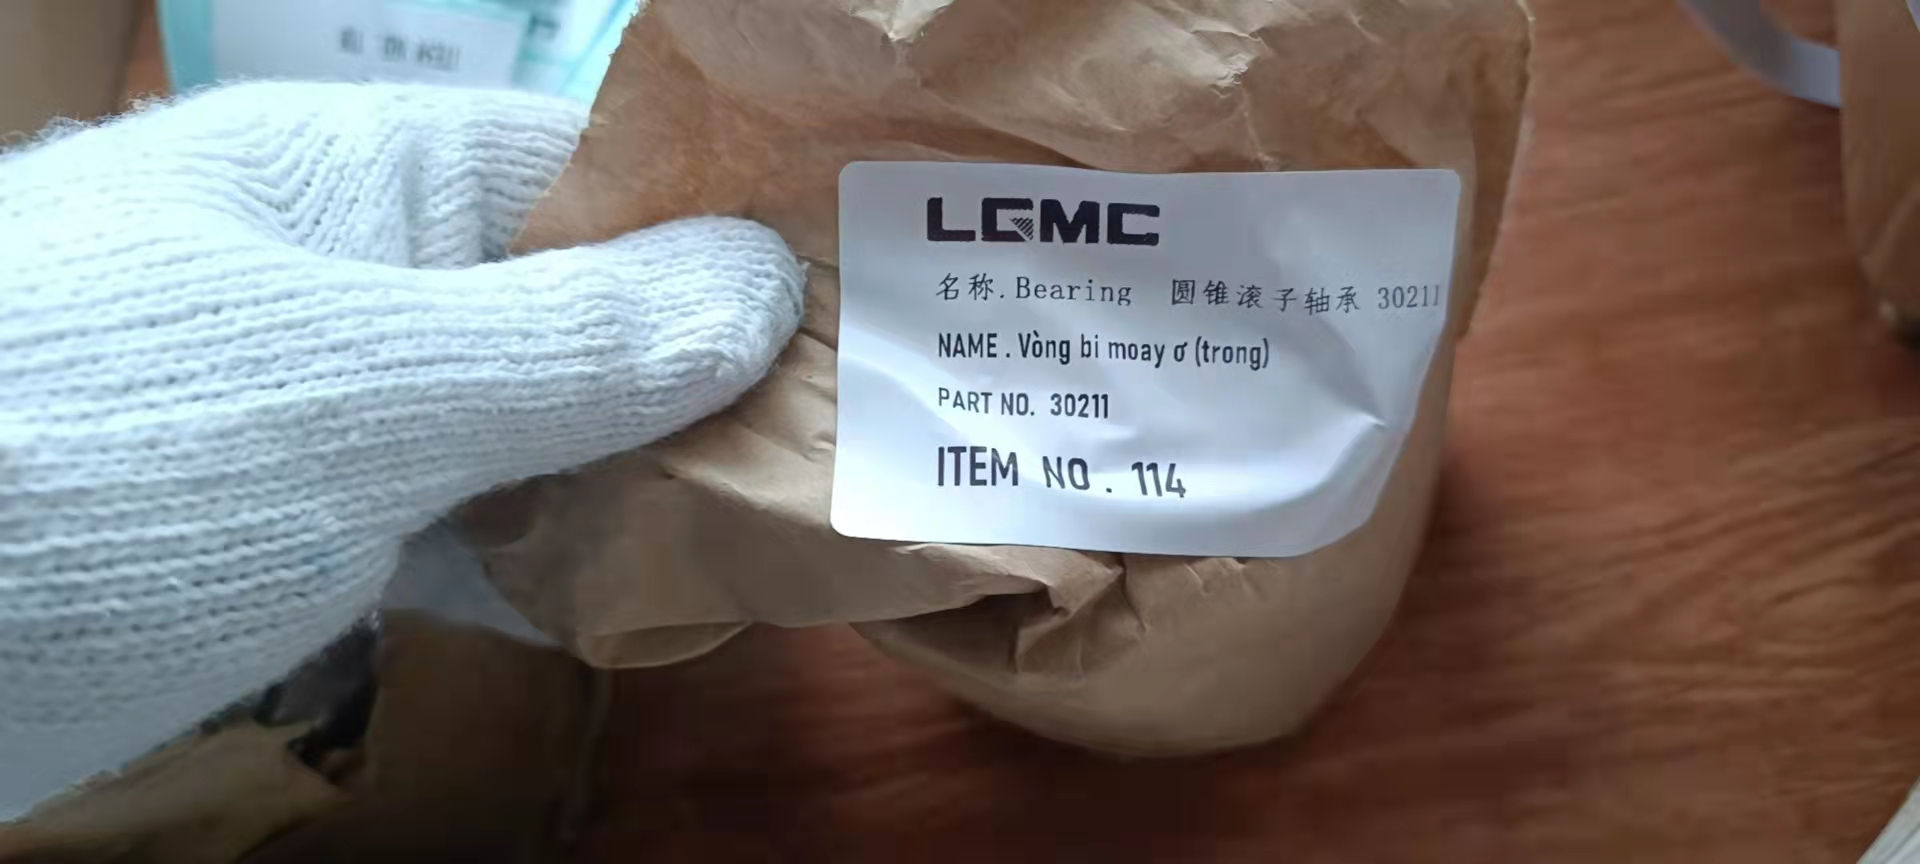 LGMC
名称.Bearing 圆锥滚子轴承 30211
NAME . Vòng bi moay ơ (trong)
PART NO. 30211
ITEM NO . 114